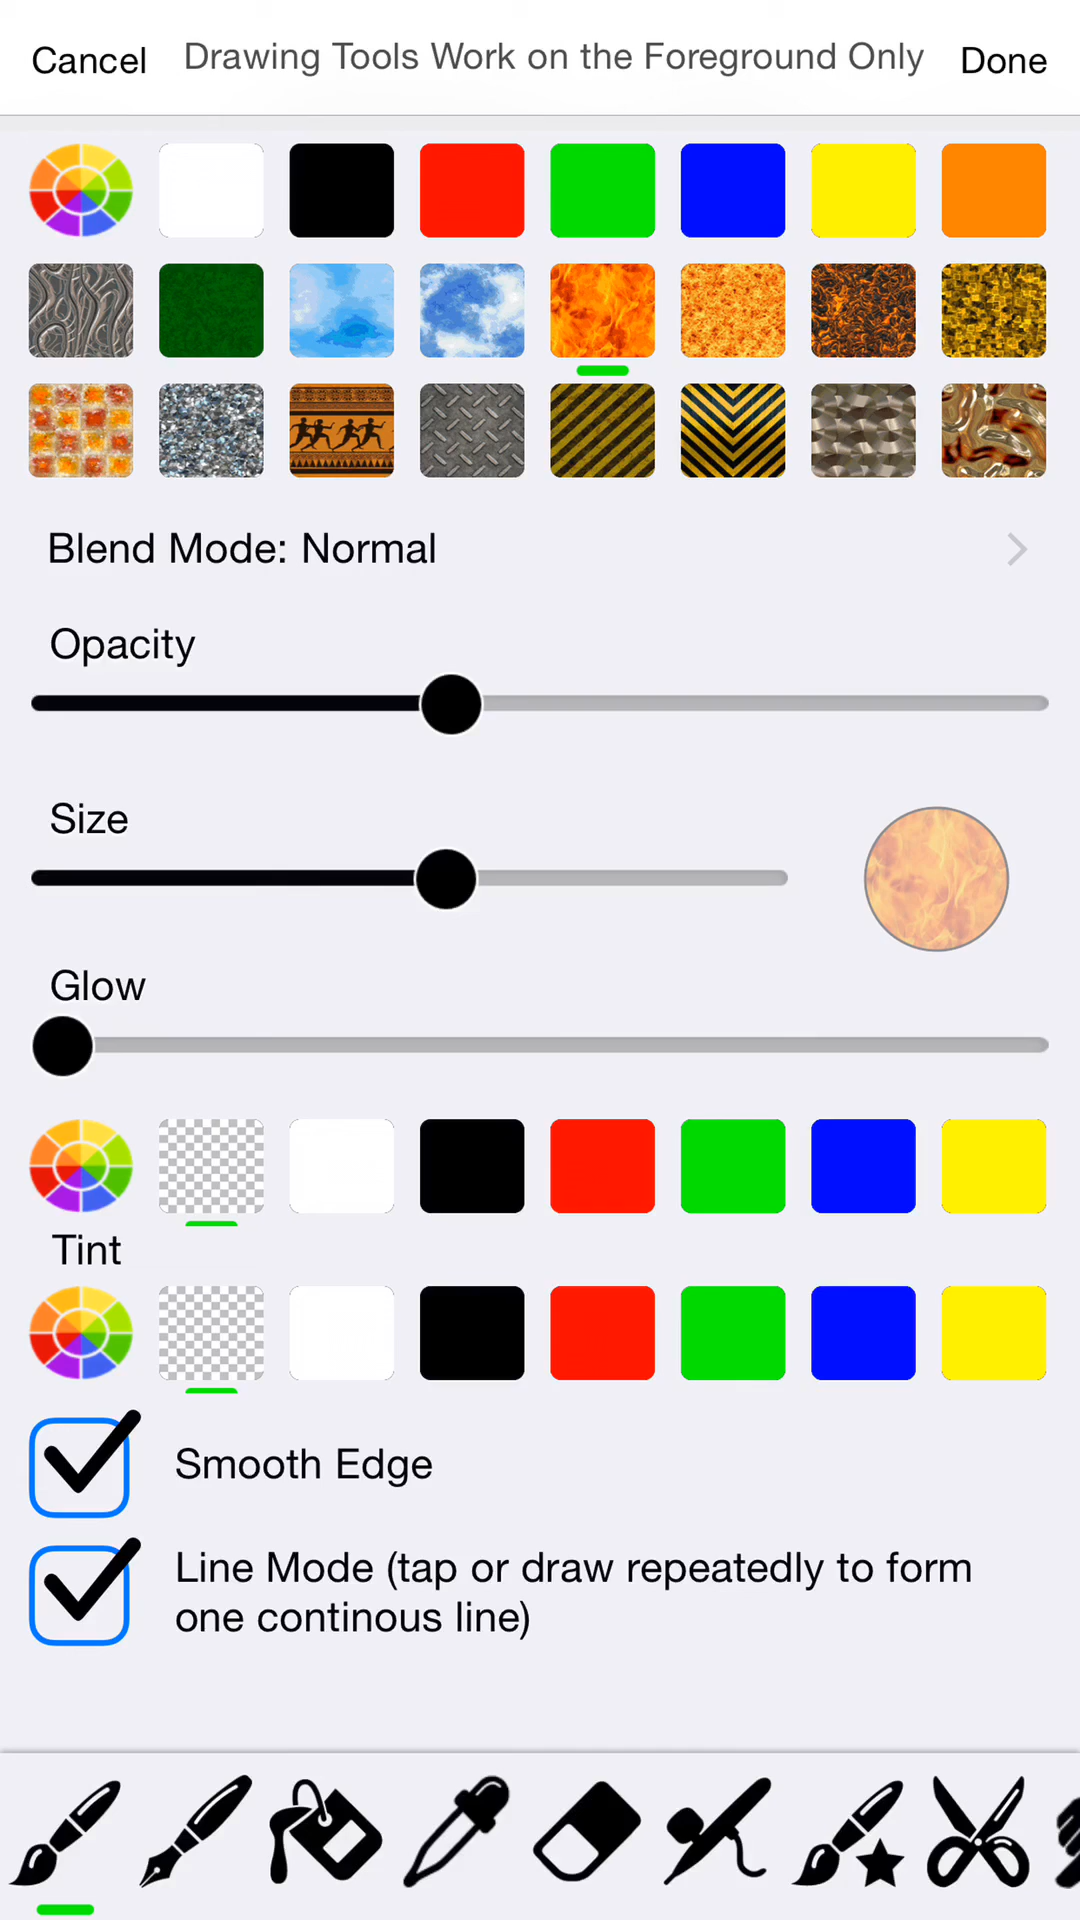 Cancel Drawing Tools Work on the Foreground Only Done
Blend Mode: Normal
Opacity
Size
Glow
Tint
Smooth Edge
Line Mode (tap or draw repeatedly to form
one continous line)